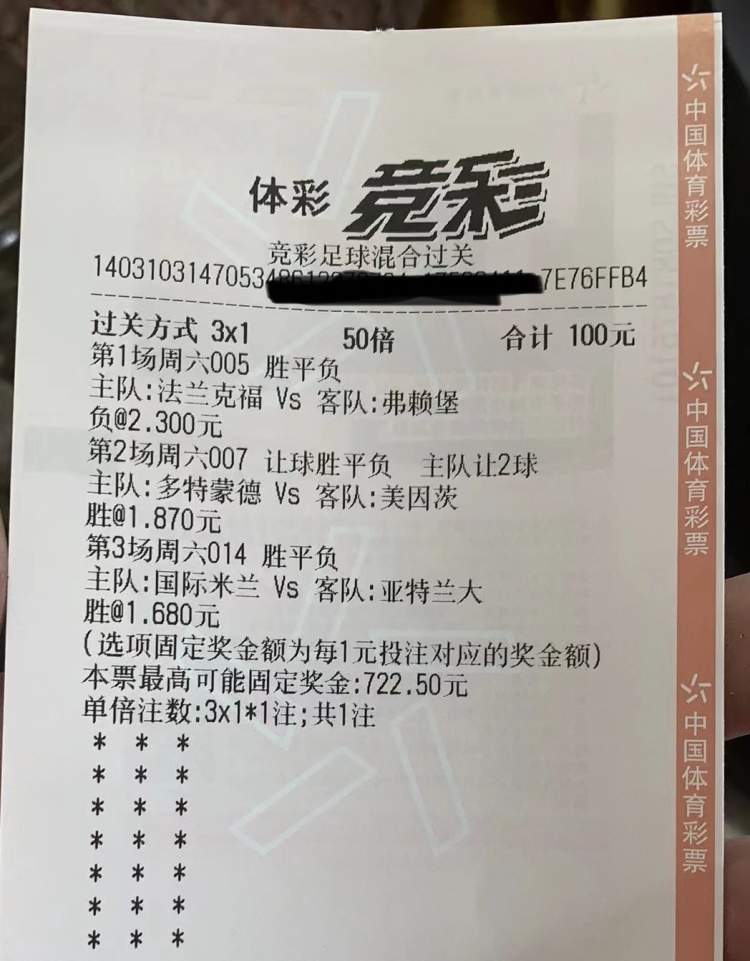 体彩 竞彩
竞彩足球混合过关
14031031470534 7E76FFB4
过关方式 3x1 50倍 合计 100元
第1场周六005 胜平负
主队:法兰克福 Vs 客队:弗赖堡
负@2.300元
第2场周六007 让球胜平负 主队让2球
主队:多特蒙德 Vs 客队:美因茨
胜@1.870元
第3场周六014 胜平负
主队:国际米兰 Vs 客队:亚特兰大
胜@1.680元
(选项固定奖金额为每1元投注对应的奖金额)
本票最高可能固定奖金:722.50元
单倍注数:3x1*1注;共1注
* * *
* * *
* * *
* * *
* * *
* * *
* * *
中国体育彩票
中国体育彩票
中国体育彩票